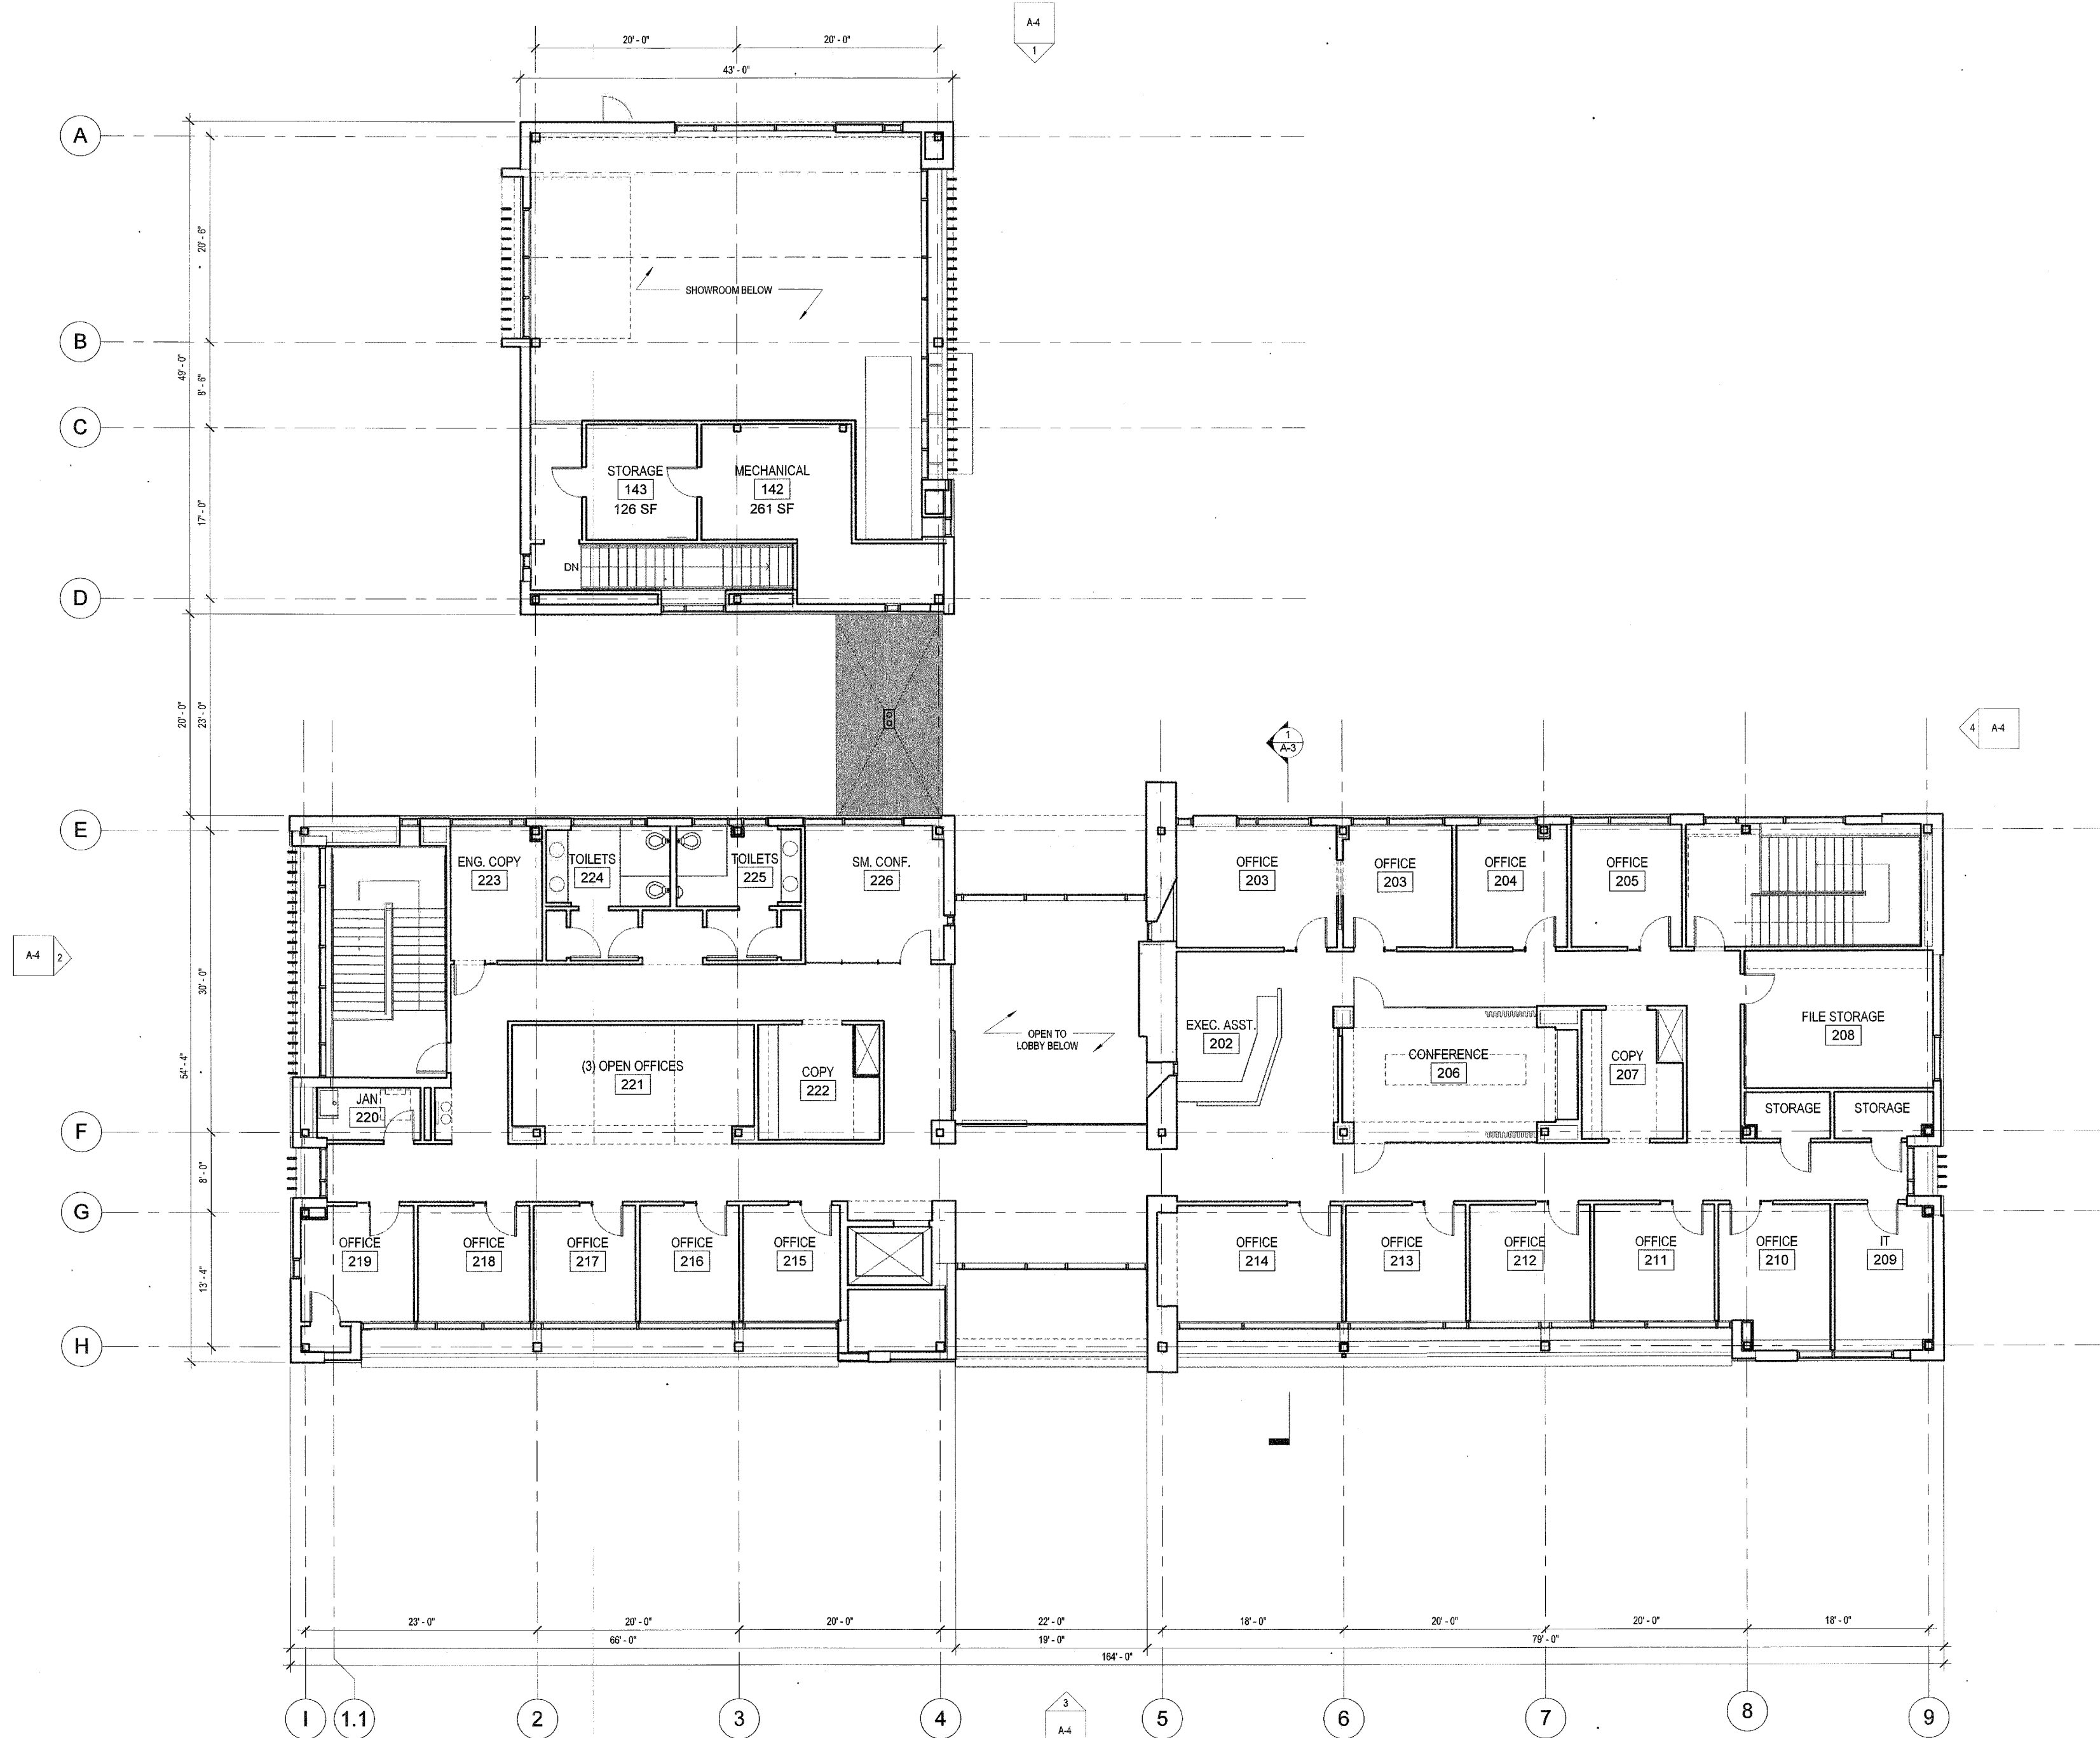 A-4
1
20' - 0"
20' - 0"
43' - 0"
A
20' - 6"
SHOWROOM BELOW
B
49' - 0"
8' - 6"
C
STORAGE
143
126 SF
MECHANICAL
142
261 SF
17' - 0"
DN
D
20' - 0"
23' - 0"
1
A-3
4
A-4
E
ENG. COPY
223
TOILETS
224
TOILETS
225
SM. CONF.
226
OFFICE
203
OFFICE
203
OFFICE
204
OFFICE
205
A-4
2
30' - 0"
54' - 4"
OPEN TO
LOBBY BELOW
EXEC. ASST.
202
FILE STORAGE
208
(3) OPEN OFFICES
221
COPY
222
CONFERENCE
206
COPY
207
JAN
220
STORAGE
STORAGE
F
8' - 0"
G
OFFICE
219
OFFICE
218
OFFICE
217
OFFICE
216
OFFICE
215
OFFICE
214
OFFICE
213
OFFICE
212
OFFICE
211
OFFICE
210
IT
209
13' - 4"
H
23' - 0"
20' - 0"
20' - 0"
22' - 0"
18' - 0"
20' - 0"
20' - 0"
18' - 0"
66' - 0"
19' - 0"
79' - 0"
164' - 0"
I
1.1
2
3
4
3
A-4
5
6
7
8
9